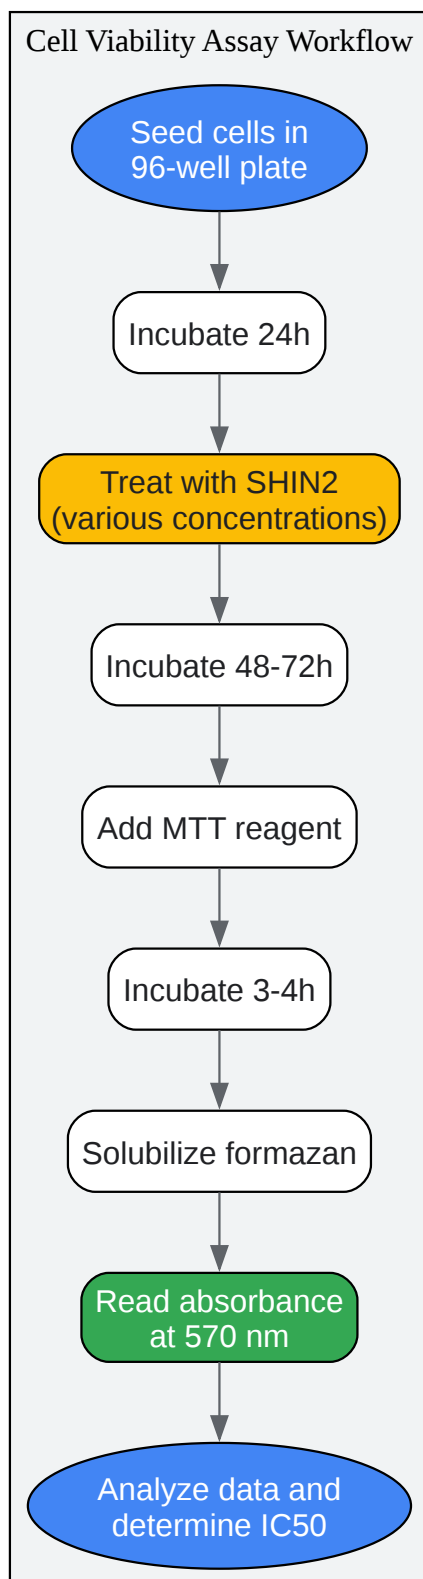 Cell Viability Assay Workflow
Seed cells in
96-well plate
Incubate 24h
Treat with SHIN2
(various concentrations)
Incubate 48-72h
Add MTT reagent
Incubate 3-4h
Solubilize formazan
Read absorbance
at 570 nm
Analyze data and
determine IC50